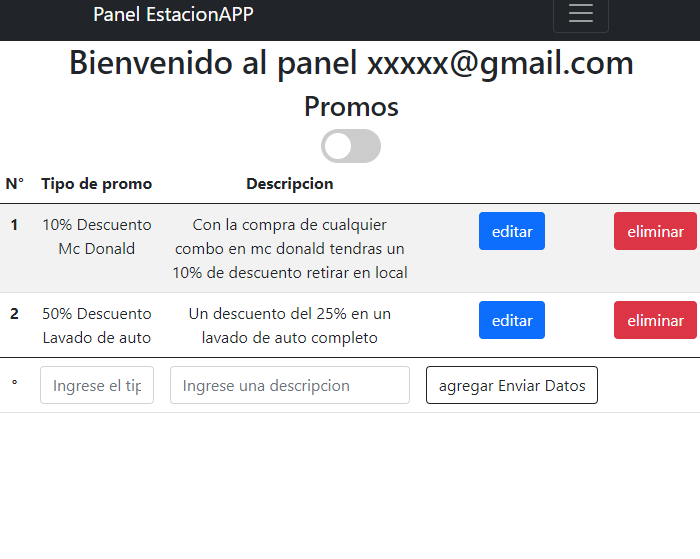 Panel EstacionAPP
Bienvenido al panel xxxxx@gmail.com
Promos
N° Tipo de promo Descripcion
1 10% Descuento Mc Donald Con la compra de cualquier combo en mc donald tendras un 10% de descuento retirar en local editar eliminar
2 50% Descuento Lavado de auto Un descuento del 25% en un lavado de auto completo editar eliminar
° Ingrese el tip Ingrese una descripcion agregar Enviar Datos